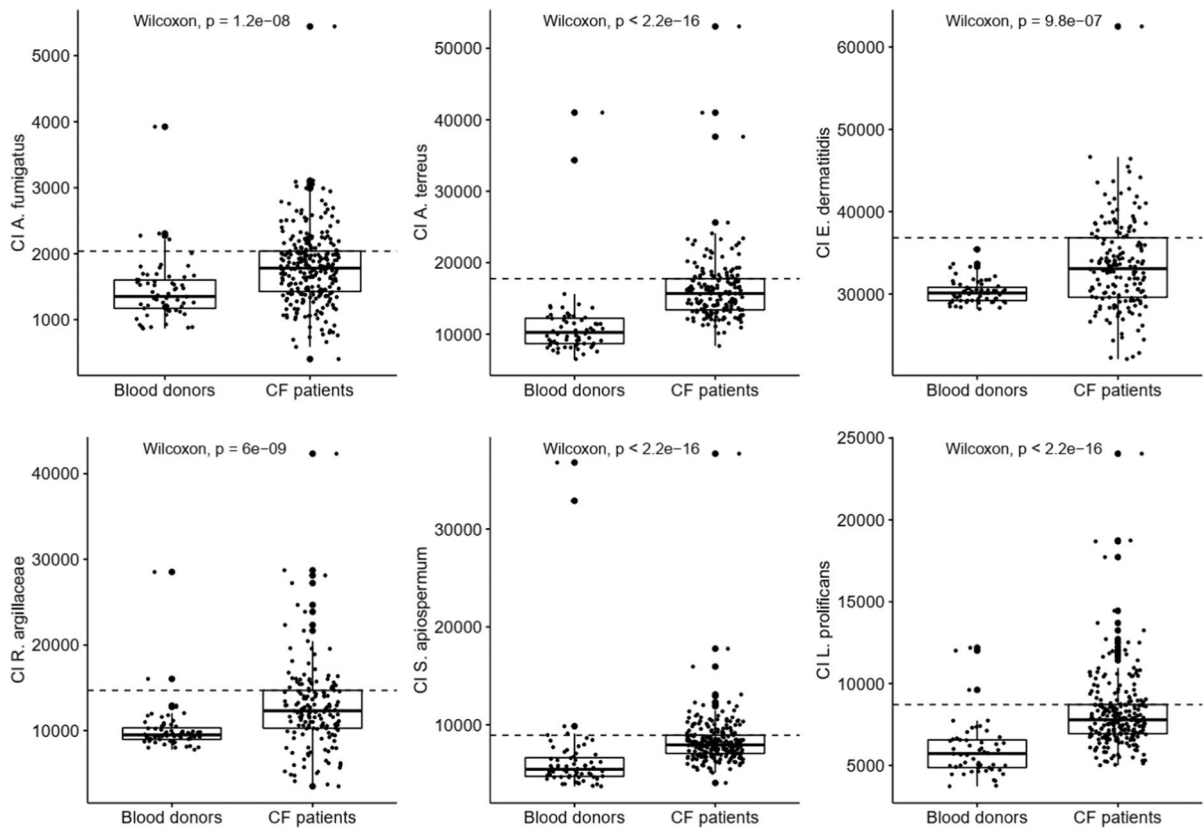 Wilcoxon, p = 1.2e−08
CI A. fumigatus
5000
4000
3000
2000
1000
Blood donors
CF patients
Wilcoxon, p < 2.2e−16
CI A. terreus
50000
40000
30000
20000
10000
Blood donors
CF patients
Wilcoxon, p = 9.8e−07
CI E. dermatitidis
60000
50000
40000
30000
Blood donors
CF patients
Wilcoxon, p = 6e−09
CI R. argillaceae
40000
30000
20000
10000
Blood donors
CF patients
Wilcoxon, p < 2.2e−16
CI S. apiospermum
30000
20000
10000
Blood donors
CF patients
Wilcoxon, p < 2.2e−16
CI L. prolificans
25000
20000
15000
10000
5000
Blood donors
CF patients